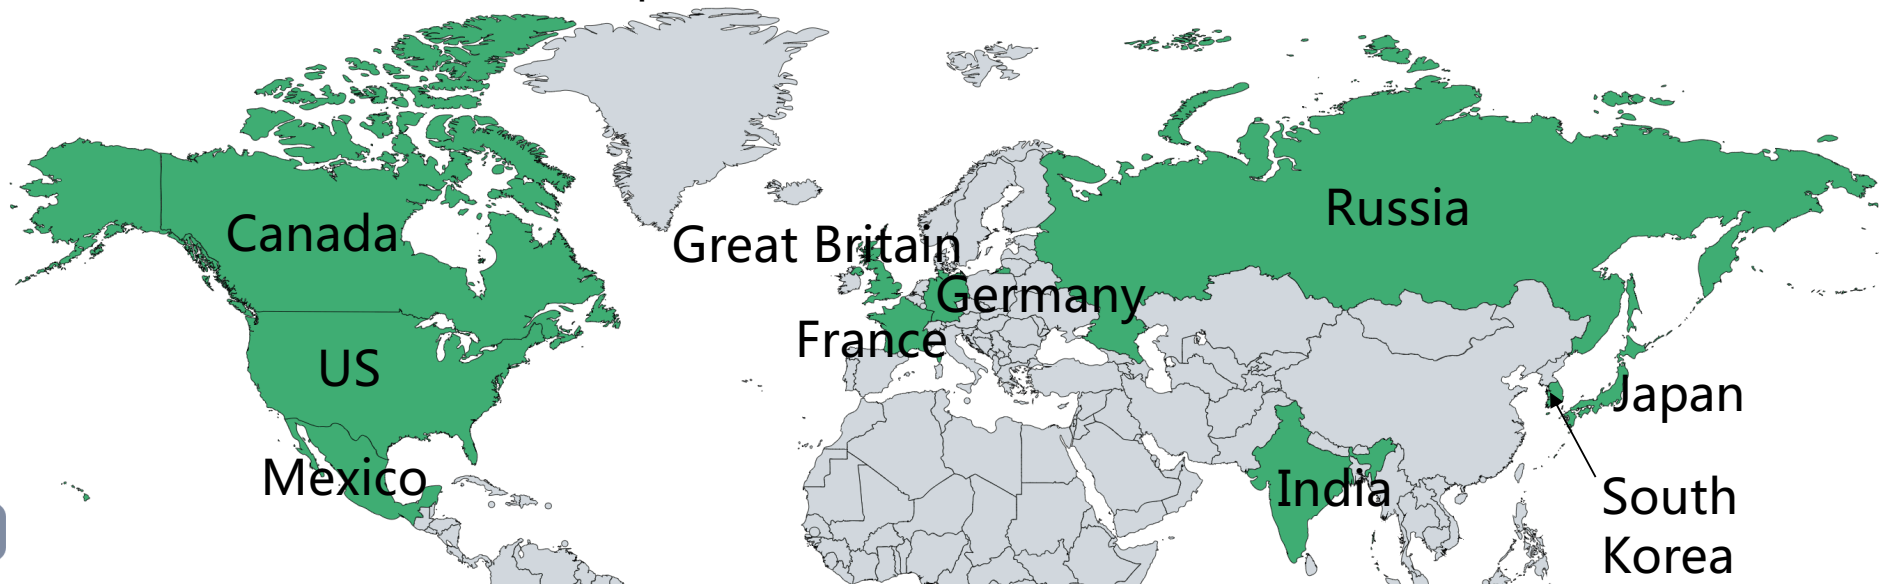 Canada
Great Britain
Russia
Germany
France
US
Japan
Mexico
India
South
Korea